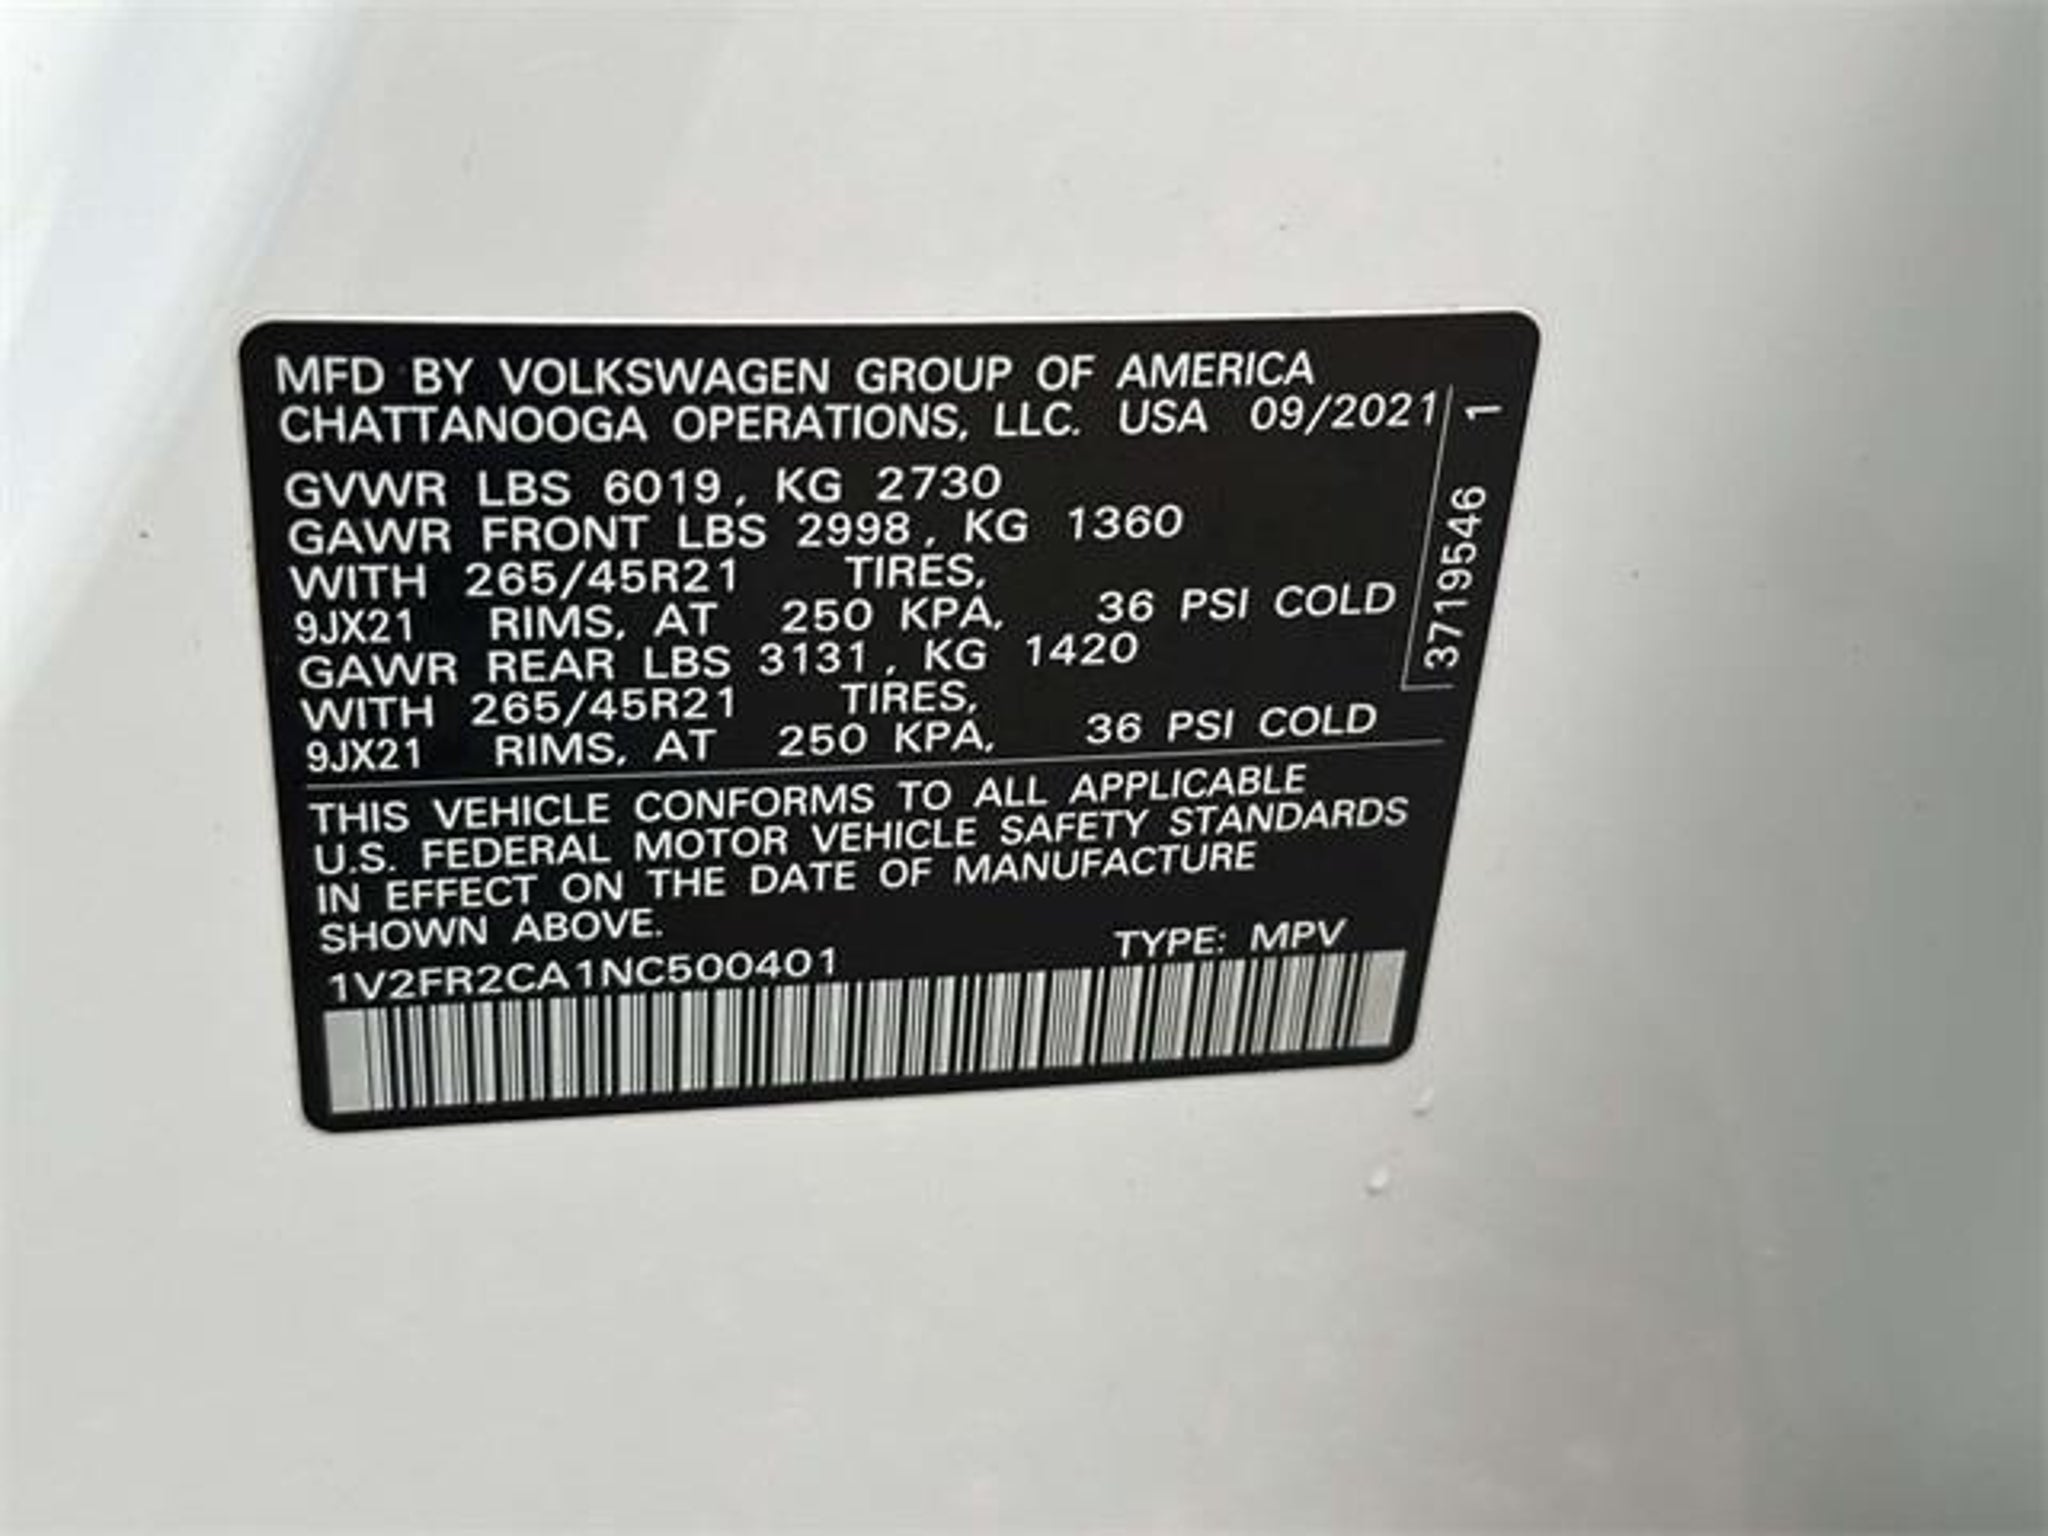 MFD BY VOLKSWAGEN GROUP OF AMERICA
CHATTANOOGA OPERATIONS, LLC. USA 09/2021
GVWR LBS 6019, KG 2730
GAWR FRONT LBS 2998, KG 1360
WITH 265/45R21 TIRES,
9JX21 RIMS, AT 250 KPA, 36 PSI COLD
GAWR REAR LBS 3131, KG 1420
WITH 265/45R21 TIRES,
9JX21 RIMS, AT 250 KPA, 36 PSI COLD
THIS VEHICLE CONFORMS TO ALL APPLICABLE
U.S. FEDERAL MOTOR VEHICLE SAFETY STANDARDS
IN EFFECT ON THE DATE OF MANUFACTURE
SHOWN ABOVE.
1V2FR2CA1NC500401 TYPE: MPV
3719546 1